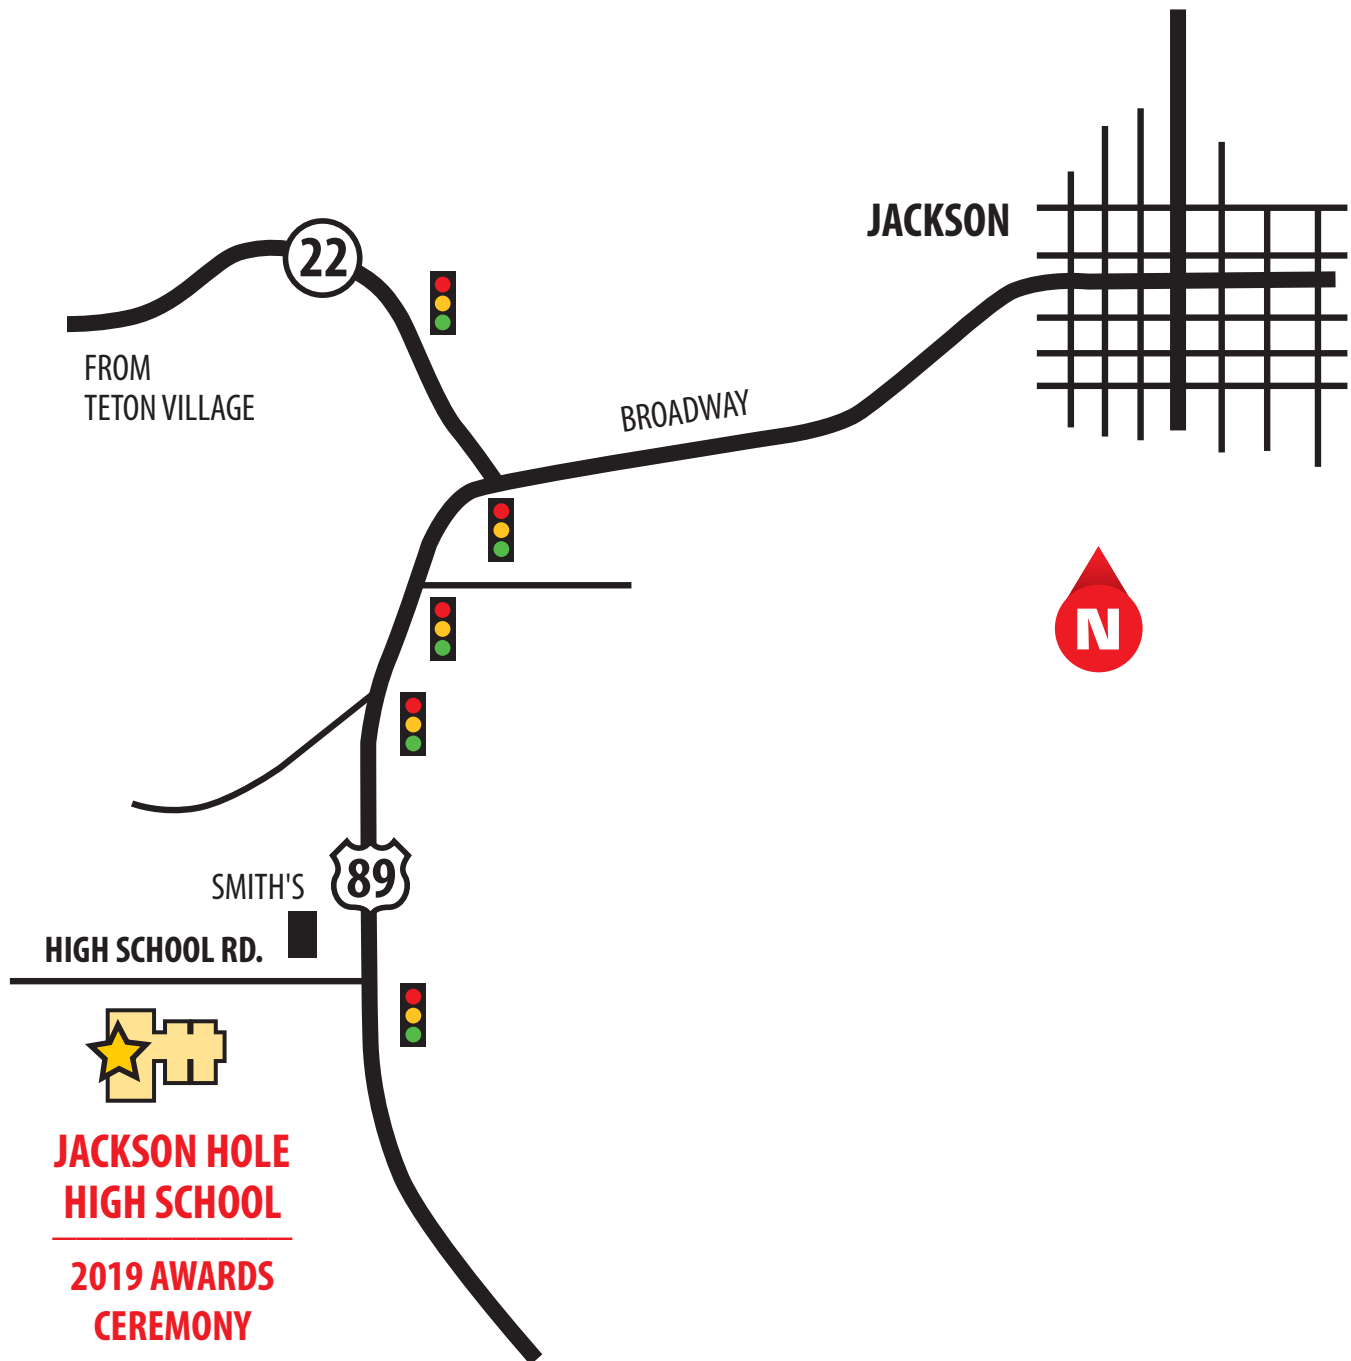 JACKSON
22
FROM
TETON VILLAGE
BROADWAY
N
89
SMITH'S
HIGH SCHOOL RD.
JACKSON HOLE
HIGH SCHOOL
2019 AWARDS
CEREMONY